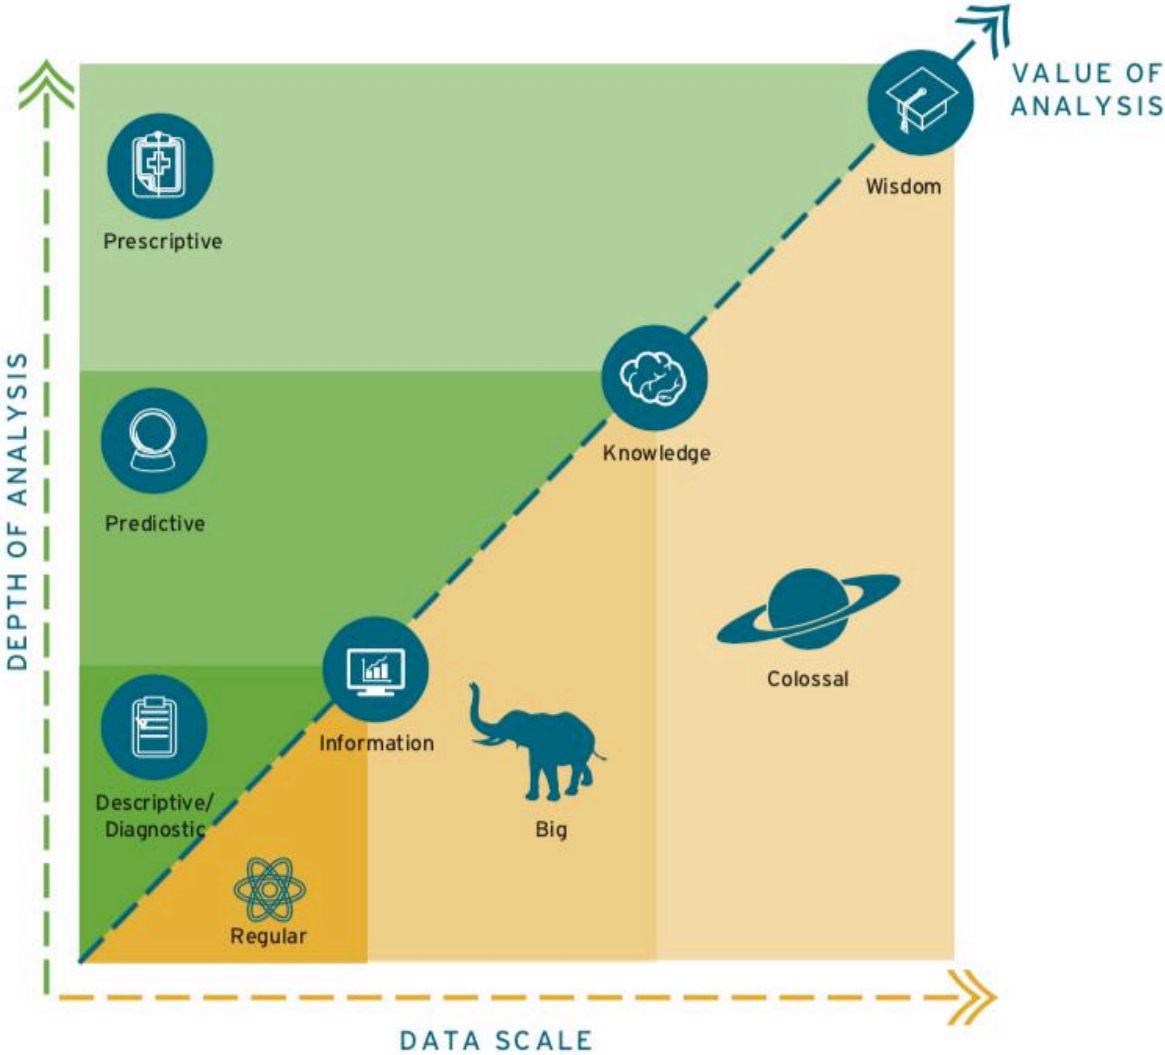 VALUE OF
ANALYSIS
Wisdom
Prescriptive
Knowledge
DEPTH OF ANALYSIS
Predictive
Colossal
Information
Descriptive/
Diagnostic
Big
Regular
DATA SCALE